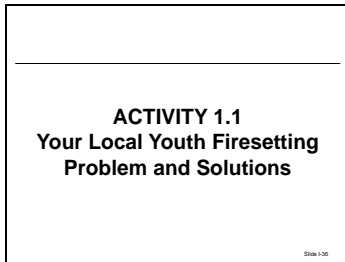 ACTIVITY 1.1
Your Local Youth Firesetting
Problem and Solutions
Slide I-36